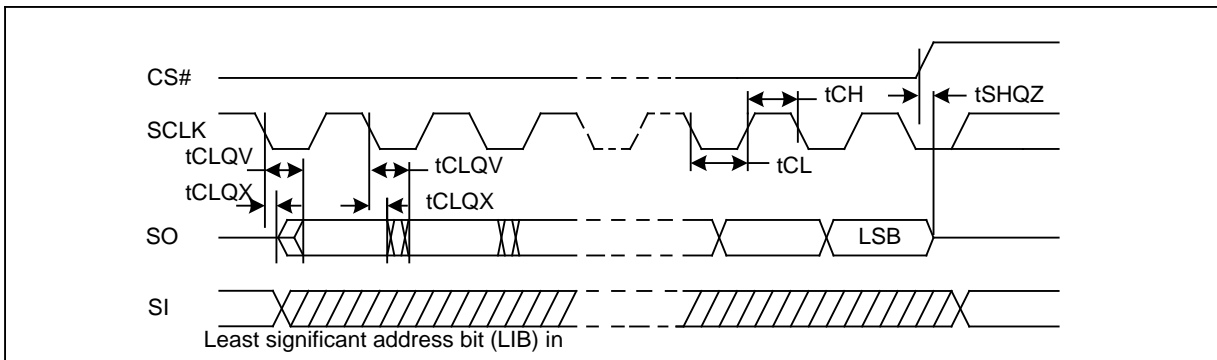 CS#
tCH
tSHQZ
SCLK
tCLQV
tCLQV
tCL
tCLQX
tCLQX
SO
LSB
SI
Least significant address bit (LIB) in